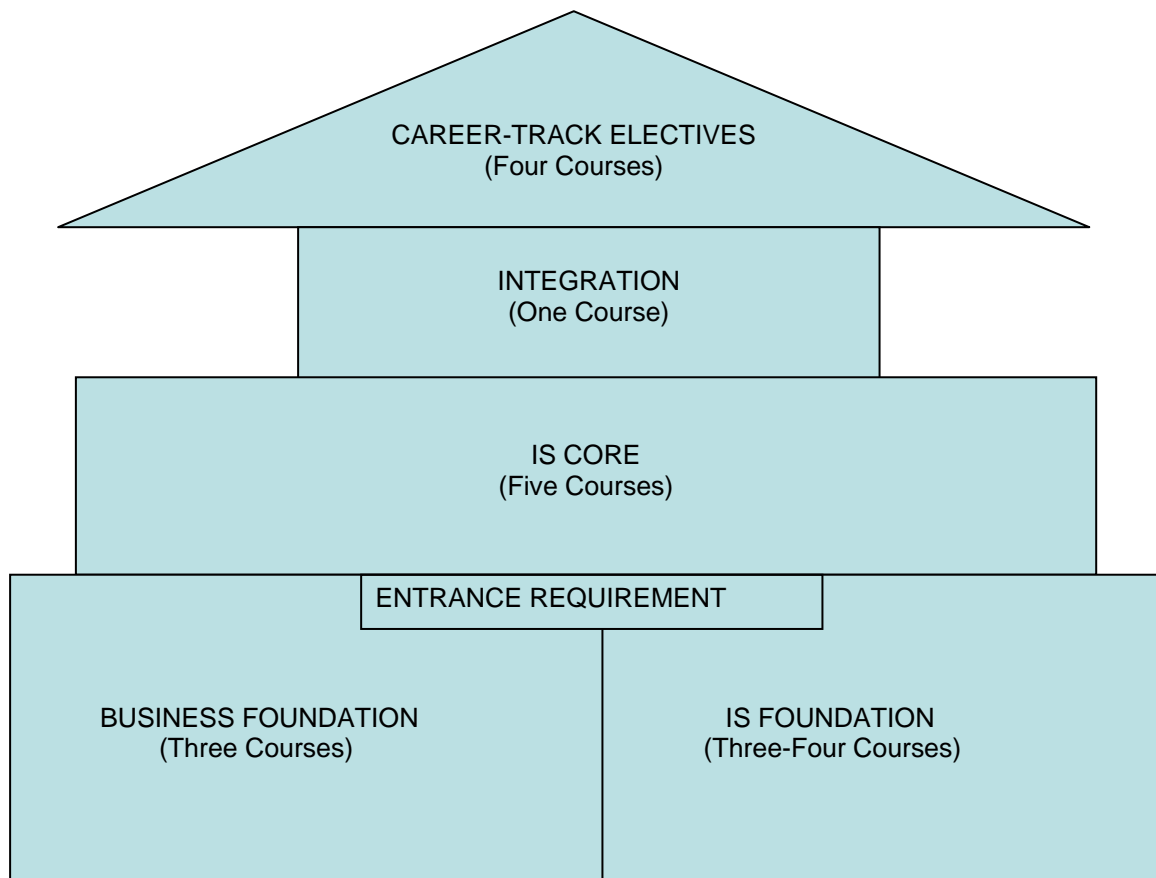 CAREER-TRACK ELECTIVES
(Four Courses)
INTEGRATION
(One Course)
IS CORE
(Five Courses)
ENTRANCE REQUIREMENT
BUSINESS FOUNDATION
(Three Courses)
IS FOUNDATION
(Three-Four Courses)